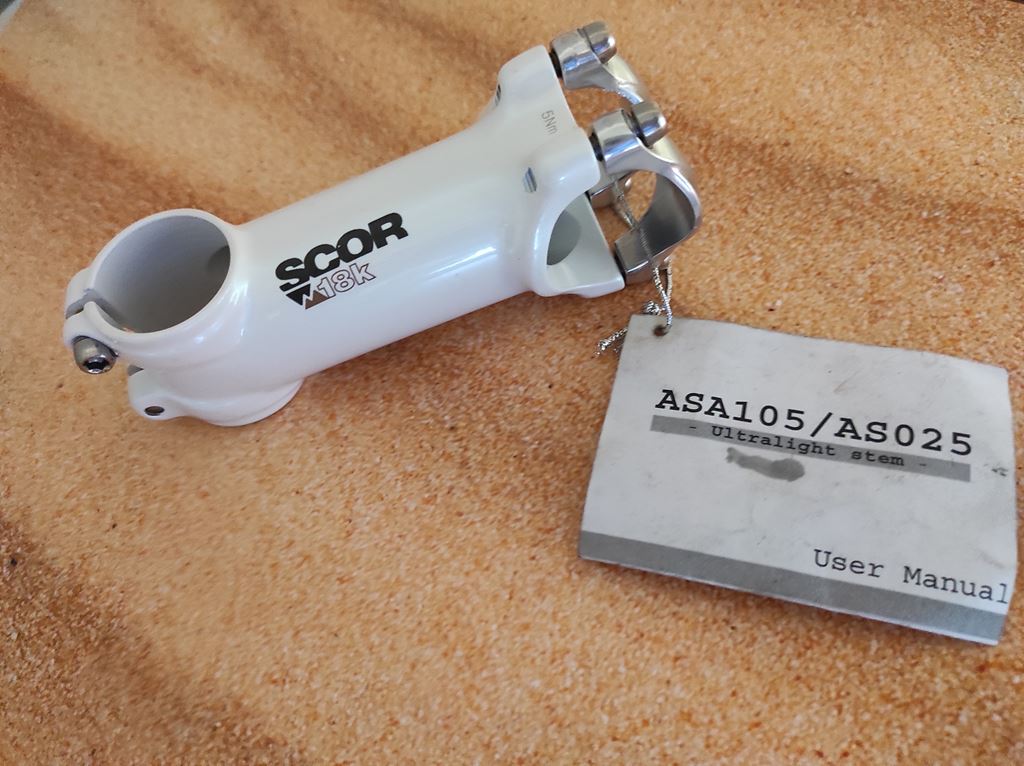 5Nm
SCOR
18k
ASA105/AS025
- Ultralight stem -
User Manual